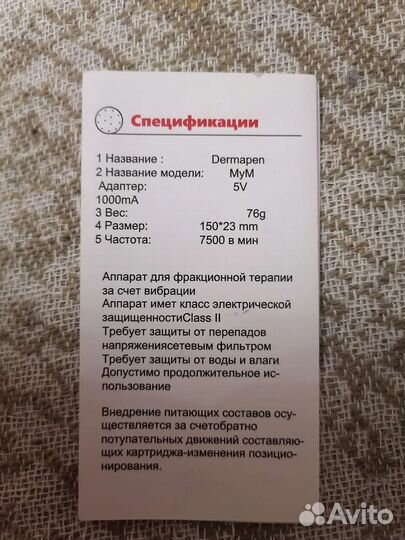 Спецификации
1 Название : Dermapen
2 Название модели: MyM
Адаптер: 5V
1000mA
3 Вес: 76g
4 Размер: 150*23 mm
5 Частота: 7500 в мин
Аппарат для фракционной терапии
за счет вибрации
Аппарат имет класс электрической
защищенностиClass II
Требует защиты от перепадов
напряжениясетевым фильтром
Требует защиты от воды и влаги
Допустимо продолжительное ис-
пользование
Внедрение питающих составов осу-
ществляется за счетобратно
потупательных движений составляю-
щих картриджа-изменения позицио-
нирования.
Avito